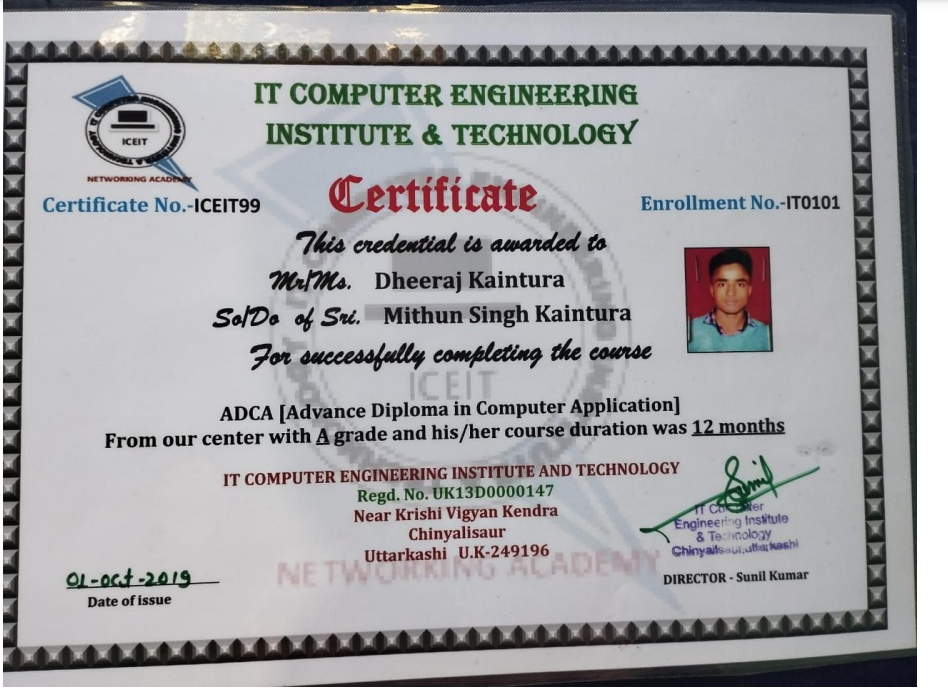 IT COMPUTER ENGINEERING
INSTITUTE & TECHNOLOGY
ICEIT
NETWORKING ACADEMY
Certificate
Certificate No.-ICEIT99
Enrollment No.-IT0101
This credential is awarded to
Mr/Ms. Dheeraj Kaintura
So/Do of Sri. Mithun Singh Kaintura
For successfully completing the course
ICEIT
ADCA [Advance Diploma in Computer Application]
From our center with A grade and his/her course duration was 12 months
IT COMPUTER ENGINEERING INSTITUTE AND TECHNOLOGY
Regd. No. UK13D0000147
Near Krishi Vigyan Kendra
Chinyalisaur
Uttarkashi U.K-249196
NETWORKING ACADEMY
Sunil
IT Computer
Engineering Institute
& Technology
Chinyalisaur, uttarkashi
DIRECTOR - Sunil Kumar
01-oct-2019
Date of issue